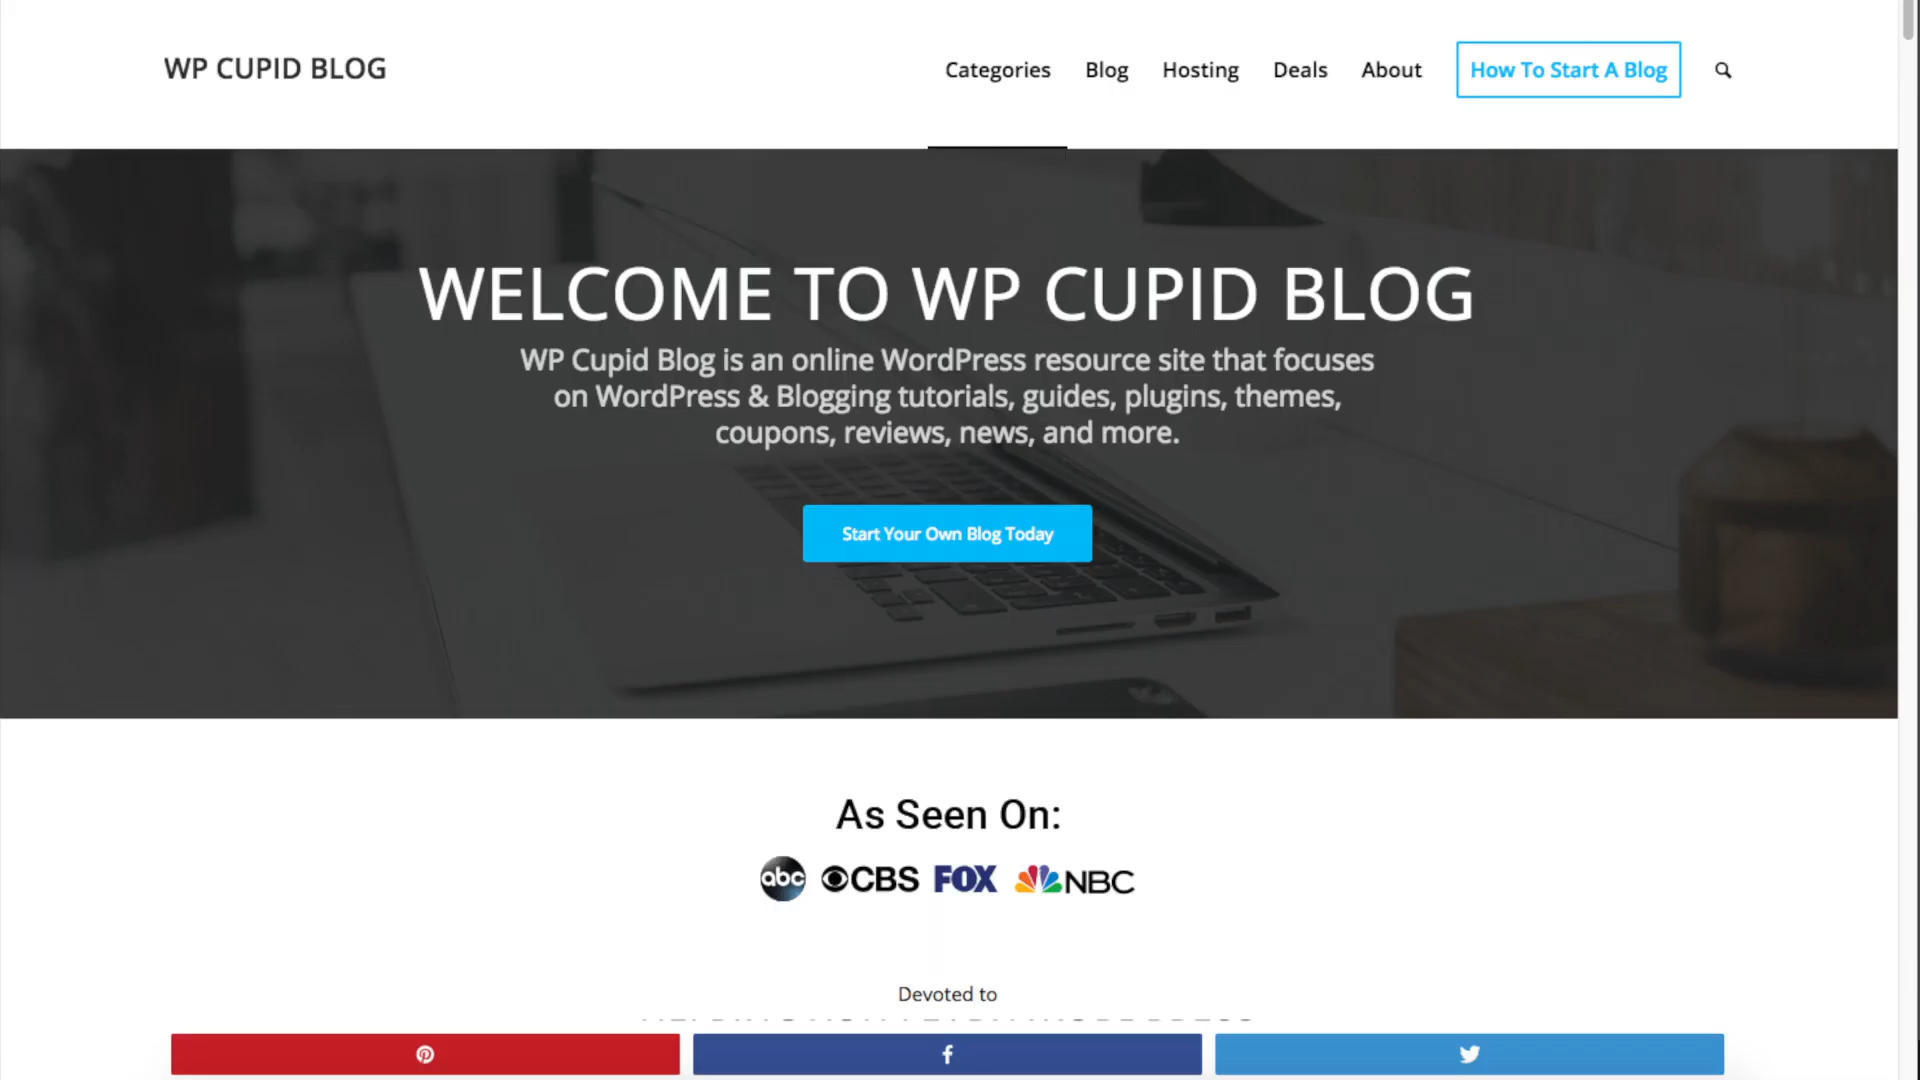 WP CUPID BLOG
Categories Blog Hosting Deals About How To Start A Blog
WELCOME TO WP CUPID BLOG
WP Cupid Blog is an online WordPress resource site that focuses
on WordPress & Blogging tutorials, guides, plugins, themes,
coupons, reviews, news, and more.
Start Your Own Blog Today
As Seen On:
abc CBS FOX NBC
Devoted to